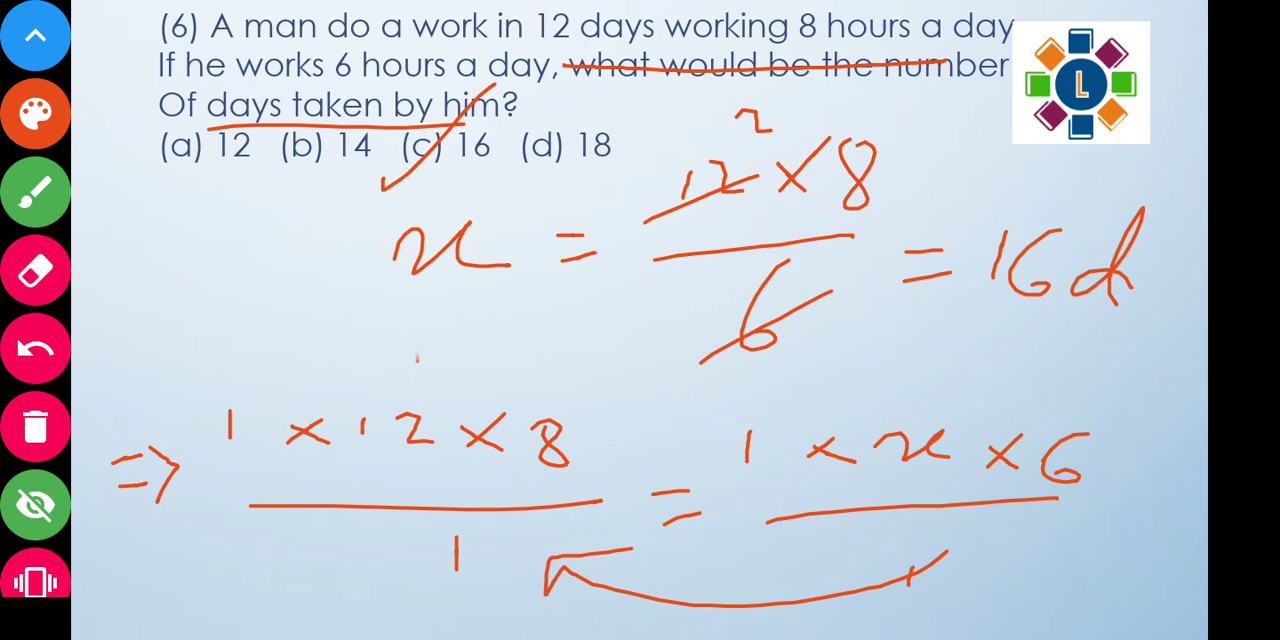 (6) A man do a work in 12 days working 8 hours a day
If he works 6 hours a day, what would be the number
Of days taken by him?
(a) 12 (b) 14 (c) 16 (d) 18
L
2
12 × 8
x = = 16 d
6
⇒ 1 × 12 × 8 = 1 × x × 6
1